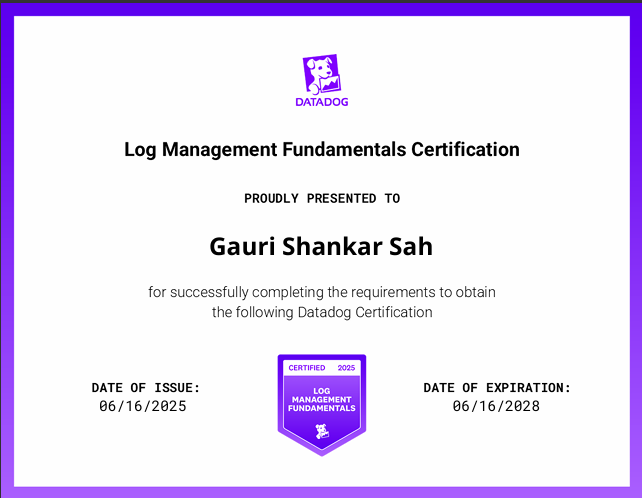 DATADOG
Log Management Fundamentals Certification
PROUDLY PRESENTED TO
Gauri Shankar Sah
for successfully completing the requirements to obtain
the following Datadog Certification
DATE OF ISSUE:
06/16/2025
CERTIFIED 2025
LOG
MANAGEMENT
FUNDAMENTALS
DATE OF EXPIRATION:
06/16/2028